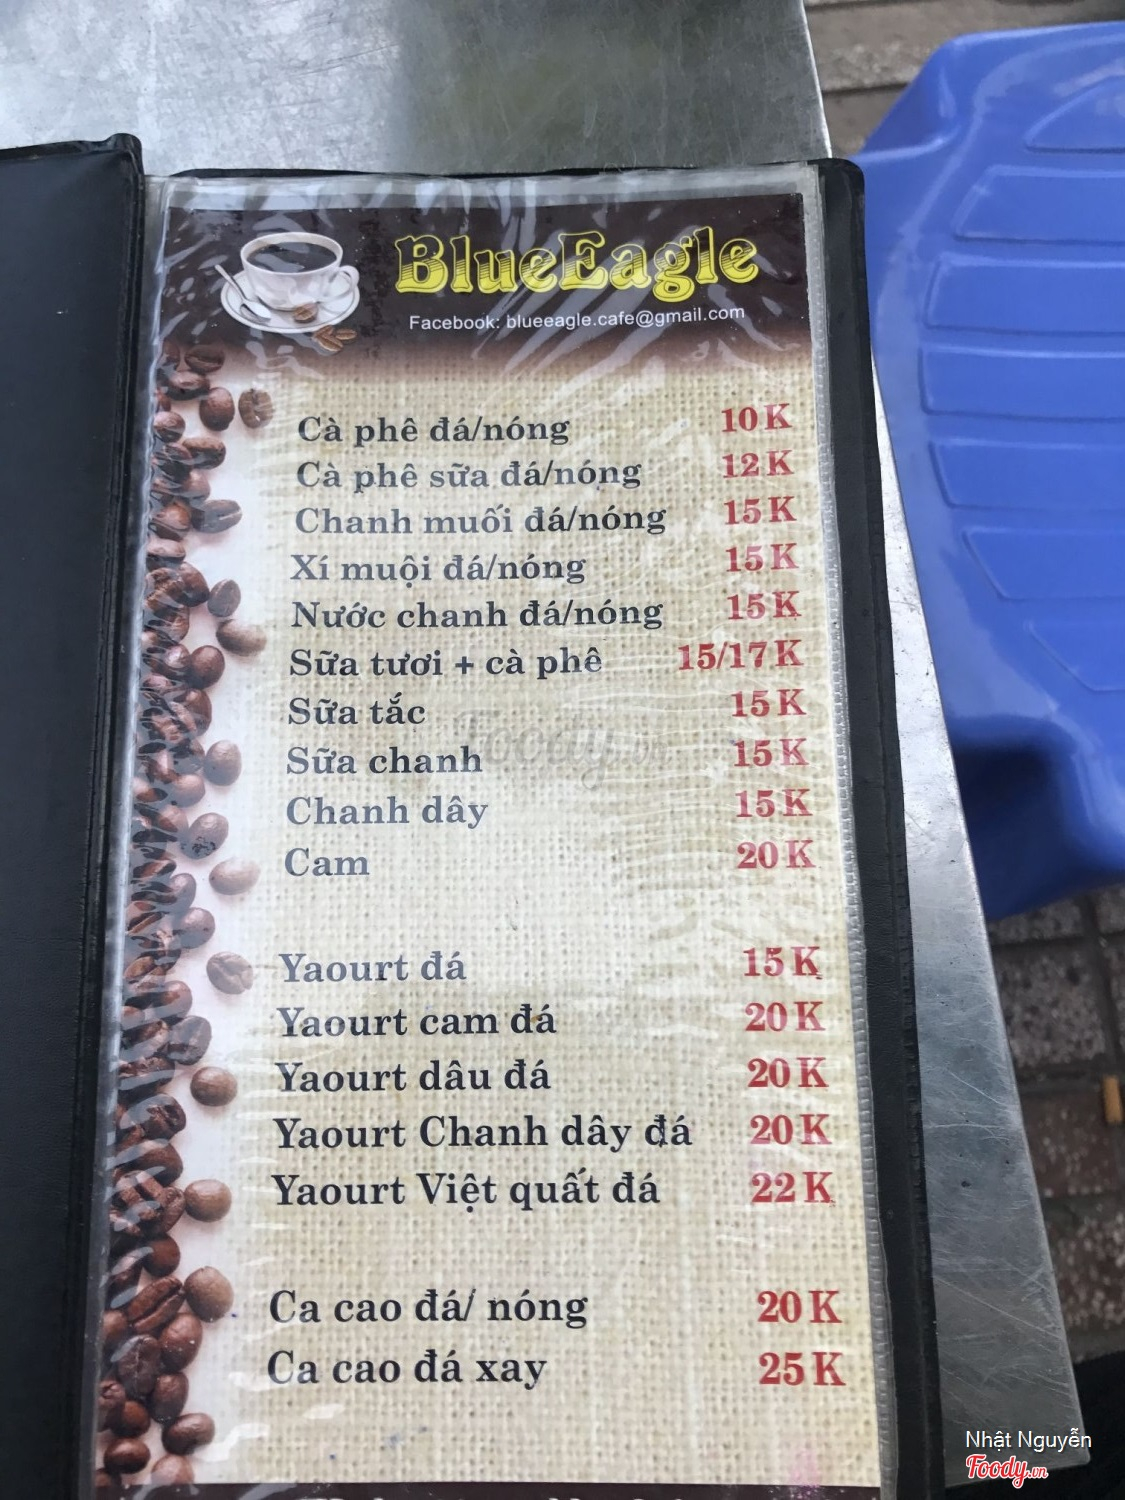 BlueEagle
Facebook: blueeagle.cafe@gmail.com
Cà phê đá/nóng 10 K
Cà phê sữa đá/nóng 12 K
Chanh muối đá/nóng 15 K
Xí muội đá/nóng 15 K
Nước chanh đá/nóng 15 K
Sữa tươi + cà phê 15/17 K
Sữa tắc 15 K
Sữa chanh 15 K
Chanh dây 15 K
Cam 20 K
Yaourt đá 15 K
Yaourt cam đá 20 K
Yaourt dâu đá 20 K
Yaourt Chanh dây đá 20 K
Yaourt Việt quất đá 22 K
Ca cao đá/ nóng 20 K
Ca cao đá xay 25 K
Foody.vn
Nhật Nguyễn
Foody.vn